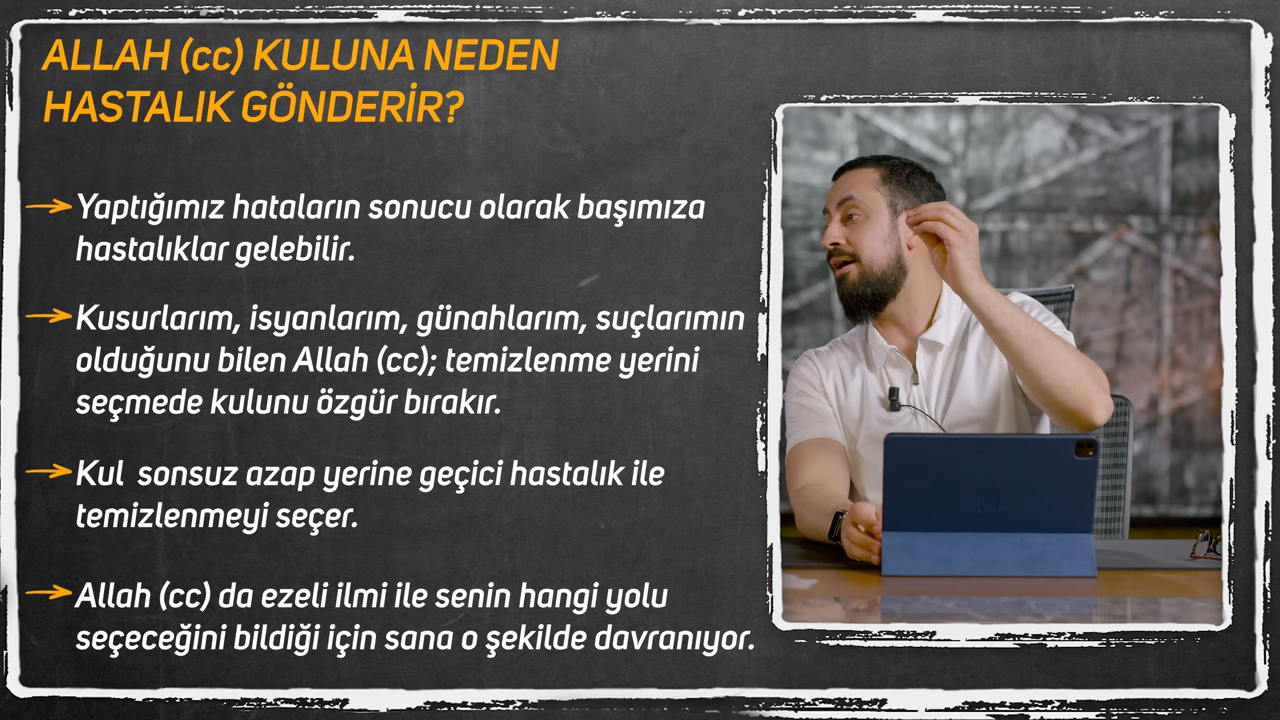 ALLAH (cc) KULUNA NEDEN
HASTALIK GÖNDERİR?
Yaptığımız hataların sonucu olarak başımıza
hastalıklar gelebilir.
Kusurlarım, isyanlarım, günahlarım, suçlarımın
olduğunu bilen Allah (cc); temizlenme yerini
seçmede kulunu özgür bırakır.
Kul sonsuz azap yerine geçici hastalık ile
temizlenmeyi seçer.
Allah (cc) da ezeli ilmi ile senin hangi yolu
seçeceğini bildiği için sana o şekilde davranıyor.